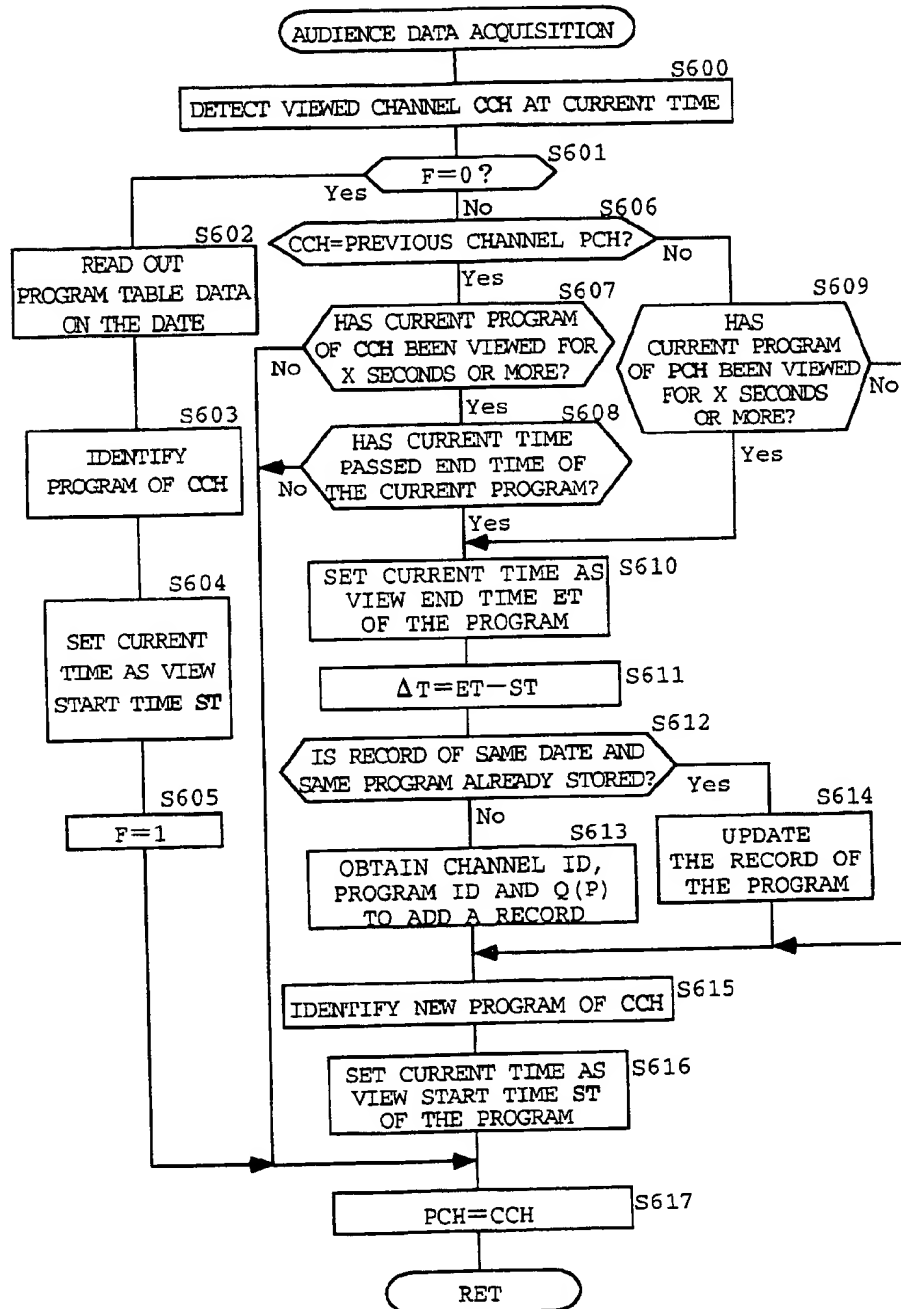 AUDIENCE DATA ACQUISITION
S600
DETECT VIEWED CHANNEL CCH AT CURRENT TIME
S601
F=0?
Yes
No
S602
READ OUT
PROGRAM TABLE DATA
ON THE DATE
S603
IDENTIFY
PROGRAM OF CCH
S604
SET CURRENT
TIME AS VIEW
START TIME ST
S605
F=1
S606
CCH=PREVIOUS CHANNEL PCH?
No
Yes
S607
HAS CURRENT PROGRAM
OF CCH BEEN VIEWED FOR
X SECONDS OR MORE?
No
Yes
S608
HAS CURRENT TIME
PASSED END TIME OF
THE CURRENT PROGRAM?
No
Yes
S609
HAS
CURRENT PROGRAM
OF PCH BEEN VIEWED
FOR X SECONDS
OR MORE?
No
Yes
S610
SET CURRENT TIME AS
VIEW END TIME ET
OF THE PROGRAM
S611
ΔT=ET−ST
S612
IS RECORD OF SAME DATE AND
SAME PROGRAM ALREADY STORED?
Yes
No
S613
OBTAIN CHANNEL ID,
PROGRAM ID AND Q(P)
TO ADD A RECORD
S614
UPDATE
THE RECORD OF
THE PROGRAM
S615
IDENTIFY NEW PROGRAM OF CCH
S616
SET CURRENT TIME AS
VIEW START TIME ST
OF THE PROGRAM
S617
PCH=CCH
RET